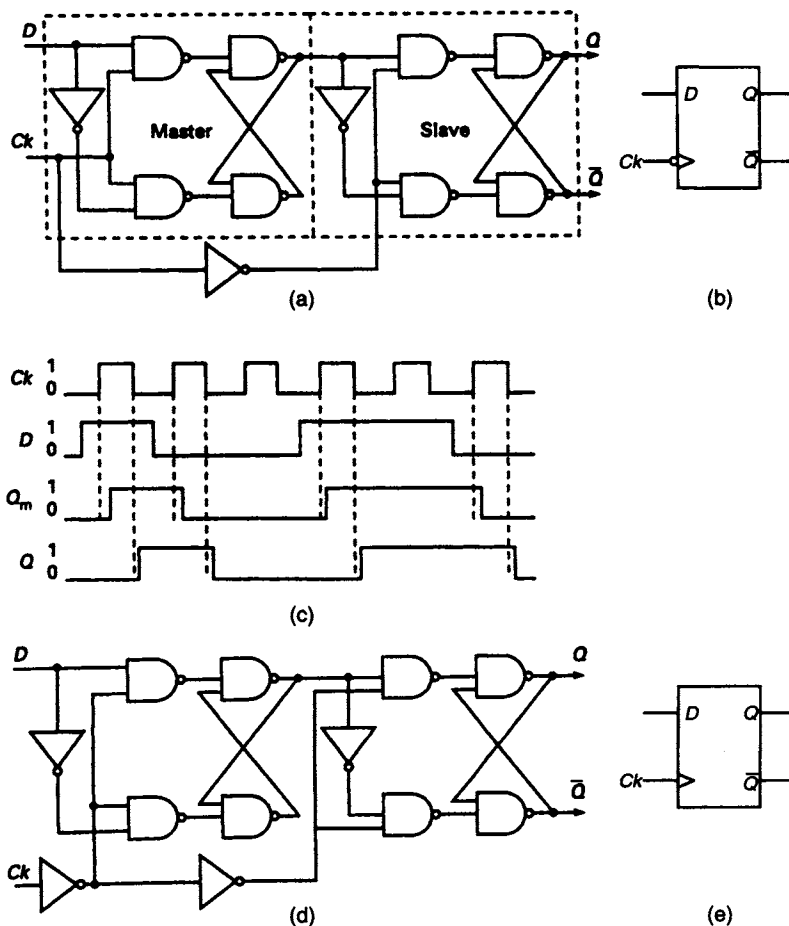 D
Q
D Q
Ck
Master
Slave
Ck Q̅
Q̅
(a)
(b)
Ck 1
0
D 1
0
Qm 1
0
Q 1
0
(c)
D
Q
D Q
Ck Q̅
Q̅
Ck
(d)
(e)